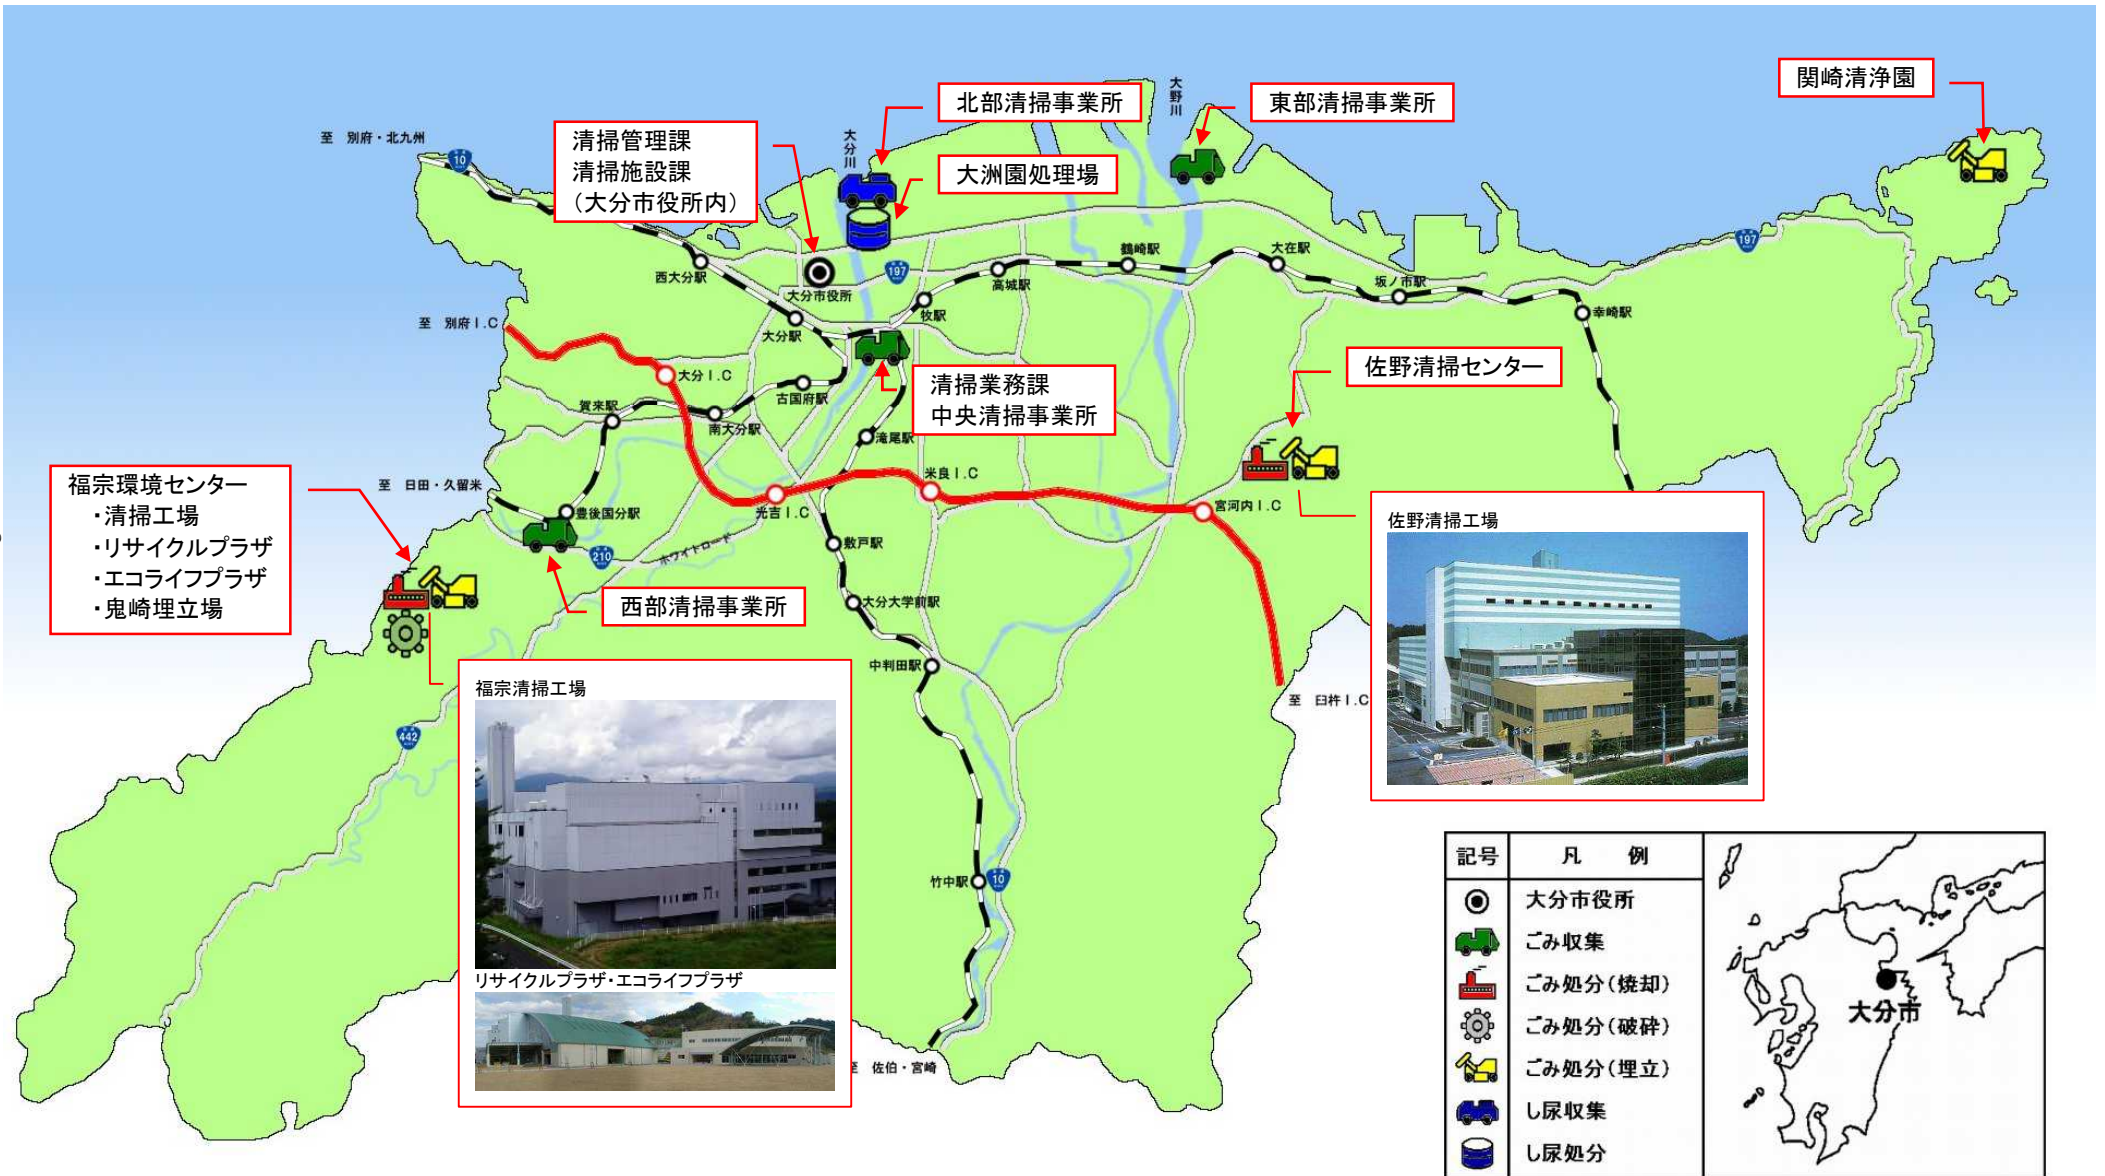 関崎清浄園
北部清掃事業所
東部清掃事業所
大野川
大分川
清掃管理課
清掃施設課
(大分市役所内)
大洲園処理場
至 別府・北九州
10
197
西大分駅
大分市役所
197
高城駅
鶴崎駅
大在駅
坂ノ市駅
幸崎駅
牧駅
大分駅
至 別府I.C
大分I.C
古国府駅
清掃業務課
中央清掃事業所
佐野清掃センター
賀来駅
南大分駅
滝尾駅
米良I.C
光吉I.C
宮河内I.C
至 日田・久留米
豊後国分駅
210
ホワイトロード
敷戸駅
福宗環境センター
・清掃工場
・リサイクルプラザ
・エコライフプラザ
・鬼崎埋立場
西部清掃事業所
大分大学前駅
中判田駅
佐野清掃工場
至 臼杵I.C
442
福宗清掃工場
リサイクルプラザ・エコライフプラザ
竹中駅
10
至 佐伯・宮崎
記号 凡 例
大分市役所
ごみ収集
ごみ処分(焼却)
ごみ処分(破砕)
ごみ処分(埋立)
し尿収集
し尿処分
大分市